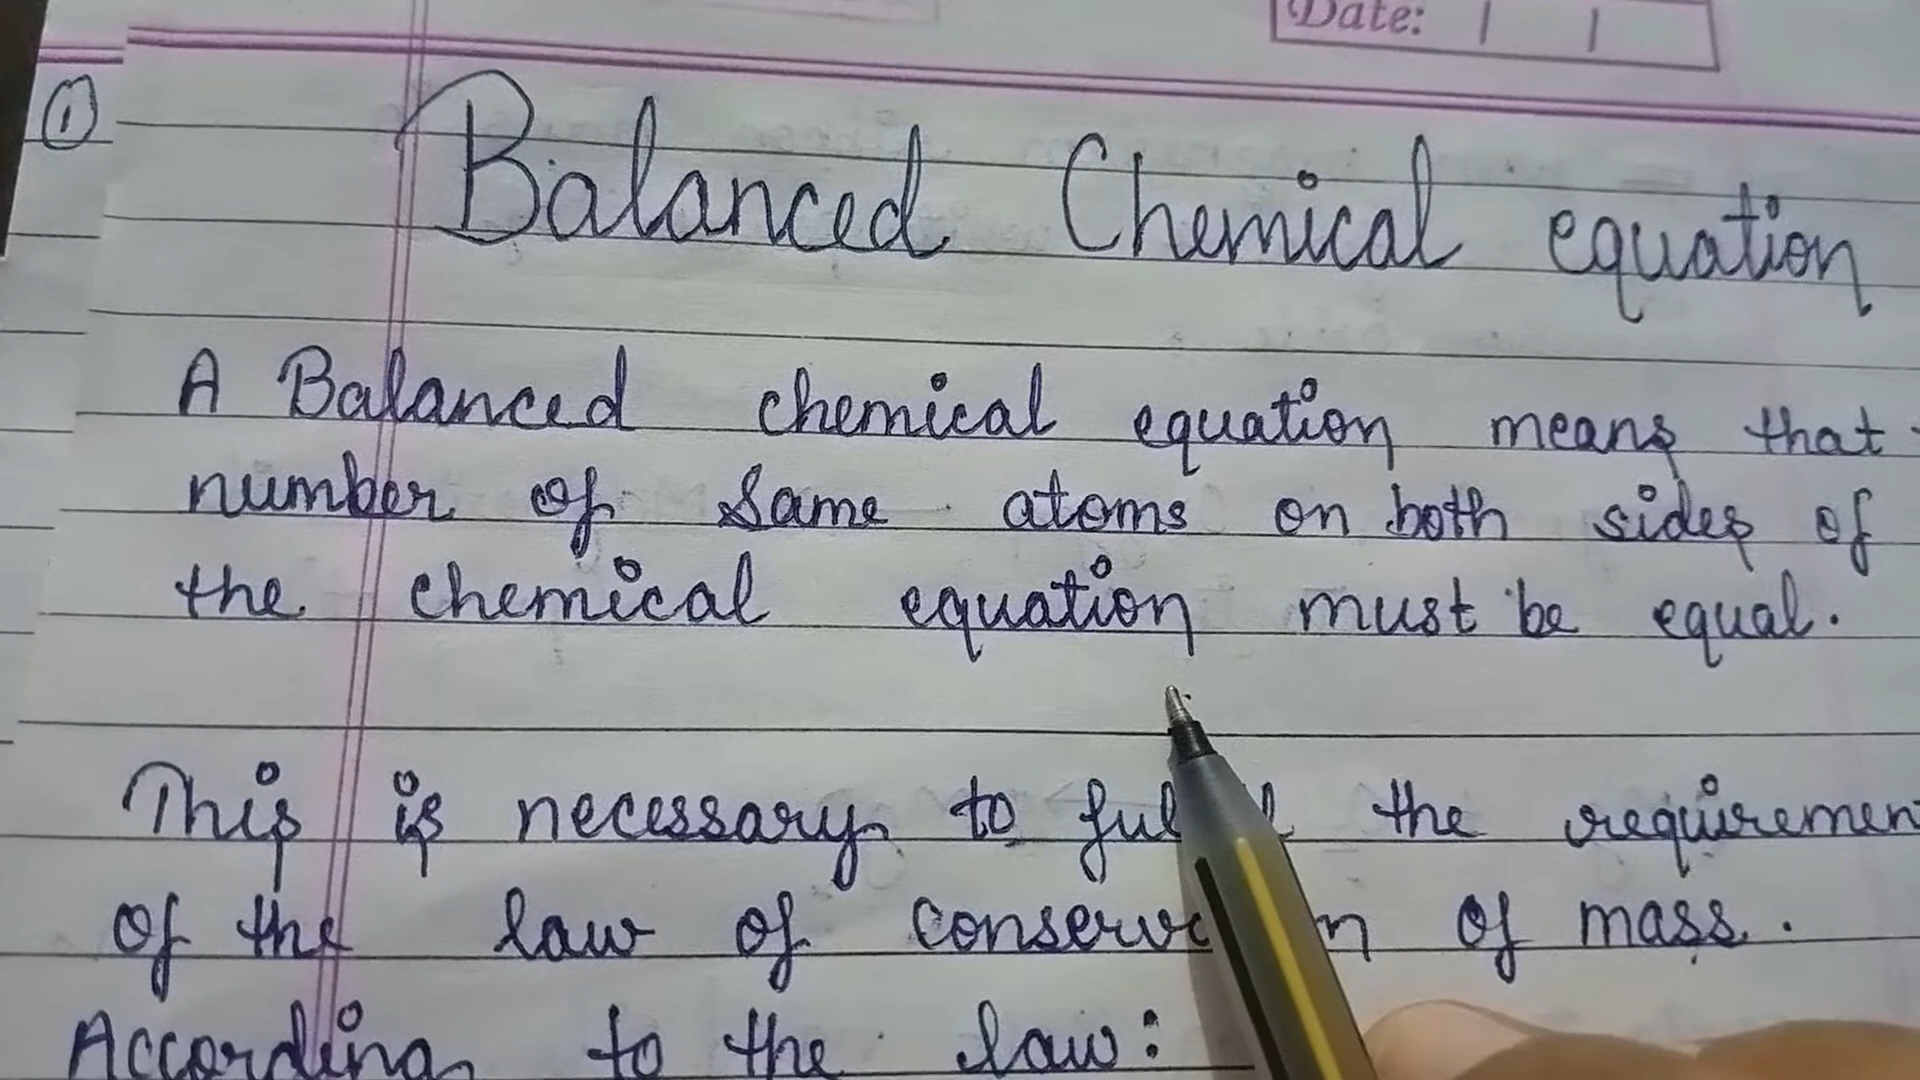 Date:
①
Balanced Chemical equation
A Balanced chemical equation means that
number of same atoms on both sides of
the chemical equation must be equal.
This is necessary to the
of the law of of mass.
According to the law: